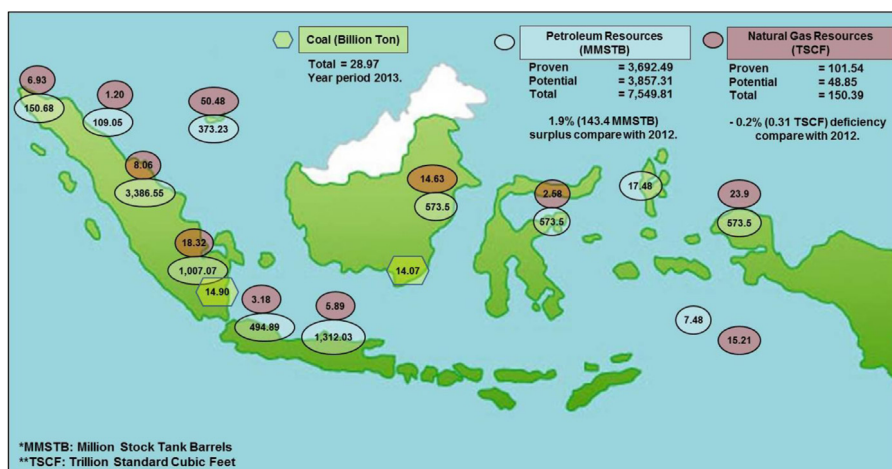 Coal (Billion Ton)
Total = 28.97
Year period 2013.
Petroleum Resources
(MMSTB)
Proven = 3,692.49
Potential = 3,857.31
Total = 7,549.81
1.9% (143.4 MMSTB)
surplus compare with 2012.
Natural Gas Resources
(TSCF)
Proven = 101.54
Potential = 48.85
Total = 150.39
- 0.2% (0.31 TSCF) deficiency
compare with 2012.
6.93
150.68
1.20
109.05
50.48
373.23
8.06
3,386.55
18.32
1,007.07
14.90
3.18
494.89
5.89
1,312.03
14.63
573.5
14.07
2.58
573.5
17.48
23.9
573.5
7.48
15.21
*MMSTB: Million Stock Tank Barrels
**TSCF: Trillion Standard Cubic Feet